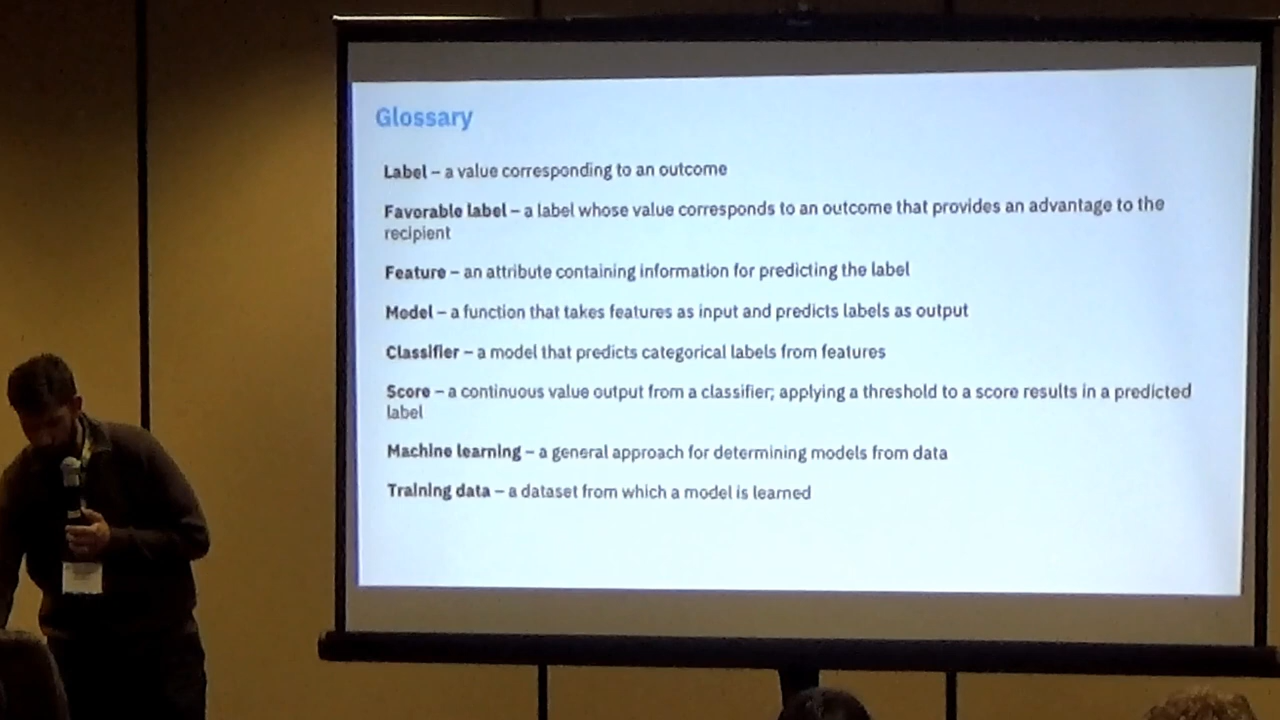 Glossary
Label – a value corresponding to an outcome
Favorable label – a label whose value corresponds to an outcome that provides an advantage to the
recipient
Feature – an attribute containing information for predicting the label
Model – a function that takes features as input and predicts labels as output
Classifier – a model that predicts categorical labels from features
Score – a continuous value output from a classifier; applying a threshold to a score results in a predicted
label
Machine learning – a general approach for determining models from data
Training data – a dataset from which a model is learned